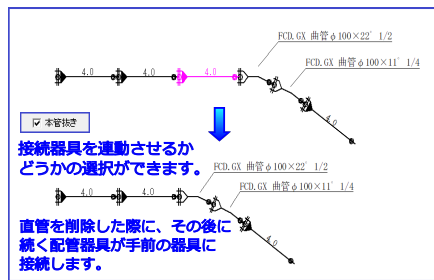 FCD.GX 曲管φ100×22° 1/2
FCD.GX 曲管φ100×11° 1/4
4.0 4.0 4.0
4.0
本管抜き
接続器具を連動させるか
どうかの選択ができます。
FCD.GX 曲管φ100×22° 1/2
FCD.GX 曲管φ100×11° 1/4
4.0 4.0
4.0
直管を削除した際に、その後に
続く配管器具が手前の器具に
接続します。